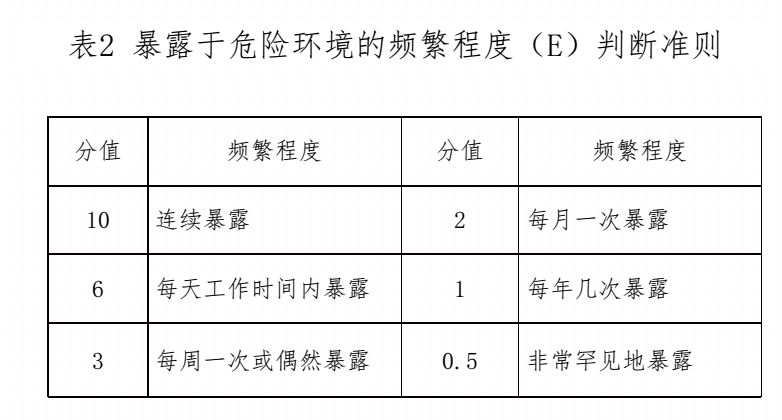 表2 暴露于危险环境的频繁程度（E）判断准则
分值 频繁程度 分值 频繁程度
10 连续暴露 2 每月一次暴露
6 每天工作时间内暴露 1 每年几次暴露
3 每周一次或偶然暴露 0.5 非常罕见地暴露